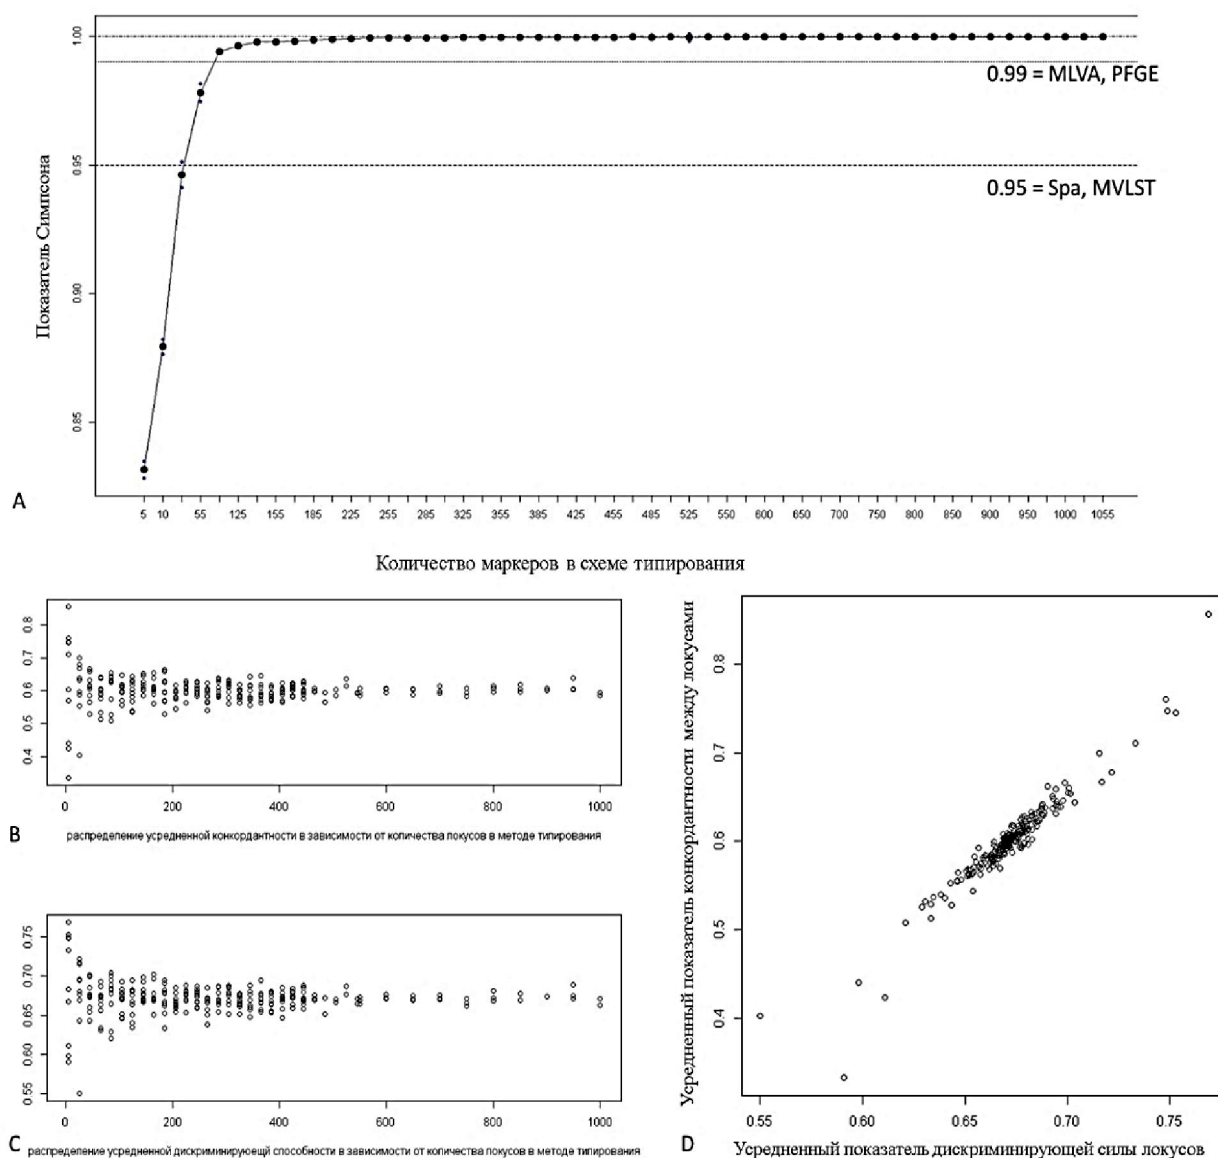 Показатель Симпсона
1.00
0.95
0.90
0.85
0.99 = MLVA, PFGE
0.95 = Spa, MVLST
A
5 10 55 125 155 185 225 255 285 325 355 385 425 455 485 525 550 600 650 700 750 800 850 900 950 1000 1055
Количество маркеров в схеме типирования
0.8
0.7
0.6
0.5
0.4
0 200 400 600 800 1000
B
распределение усредненной конкордантности в зависимости от количества локусов в методе типирования
0.75
0.70
0.65
0.60
0.55
0 200 400 600 800 1000
C
распределение усредненной дискриминирующей способности в зависимости от количества локусов в методе типирования
Усредненный показатель конкордантности между локусами
0.8
0.7
0.6
0.5
0.4
0.55 0.60 0.65 0.70 0.75
D
Усредненный показатель дискриминирующей силы локусов